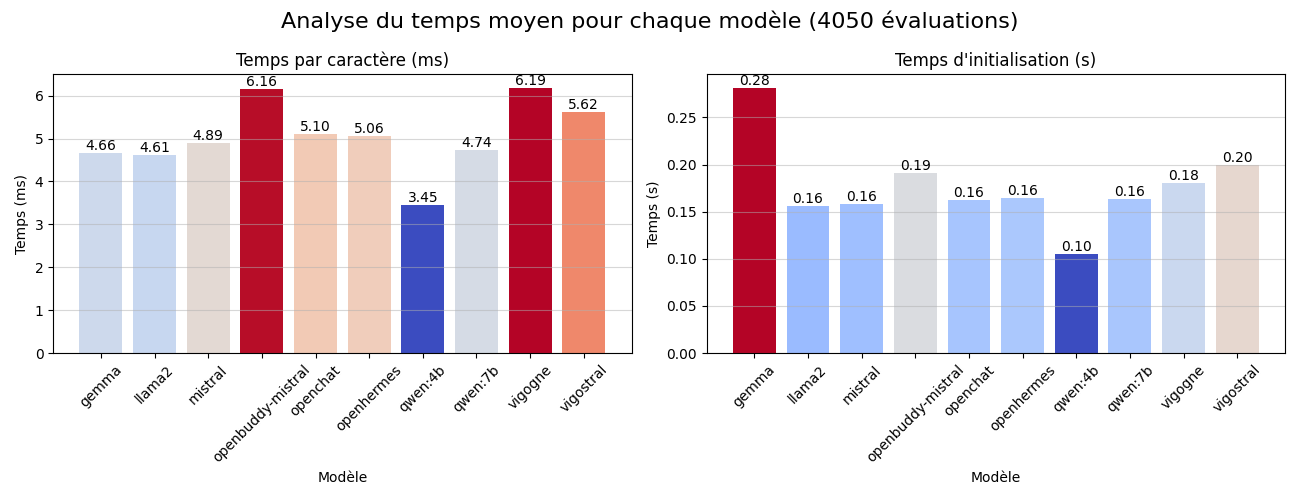 Analyse du temps moyen pour chaque modèle (4050 évaluations)
Temps par caractère (ms)
Temps (ms)
6
5
4
3
2
1
0
4.66
4.61
4.89
6.16
5.10
5.06
3.45
4.74
6.19
5.62
gemma
llama2
mistral
openbuddy-mistral
openchat
openhermes
qwen:4b
qwen:7b
vigogne
vigostral
Modèle
Temps d'initialisation (s)
Temps (s)
0.25
0.20
0.15
0.10
0.05
0.00
0.28
0.16
0.16
0.19
0.16
0.16
0.10
0.16
0.18
0.20
gemma
llama2
mistral
openbuddy-mistral
openchat
openhermes
qwen:4b
qwen:7b
vigogne
vigostral
Modèle